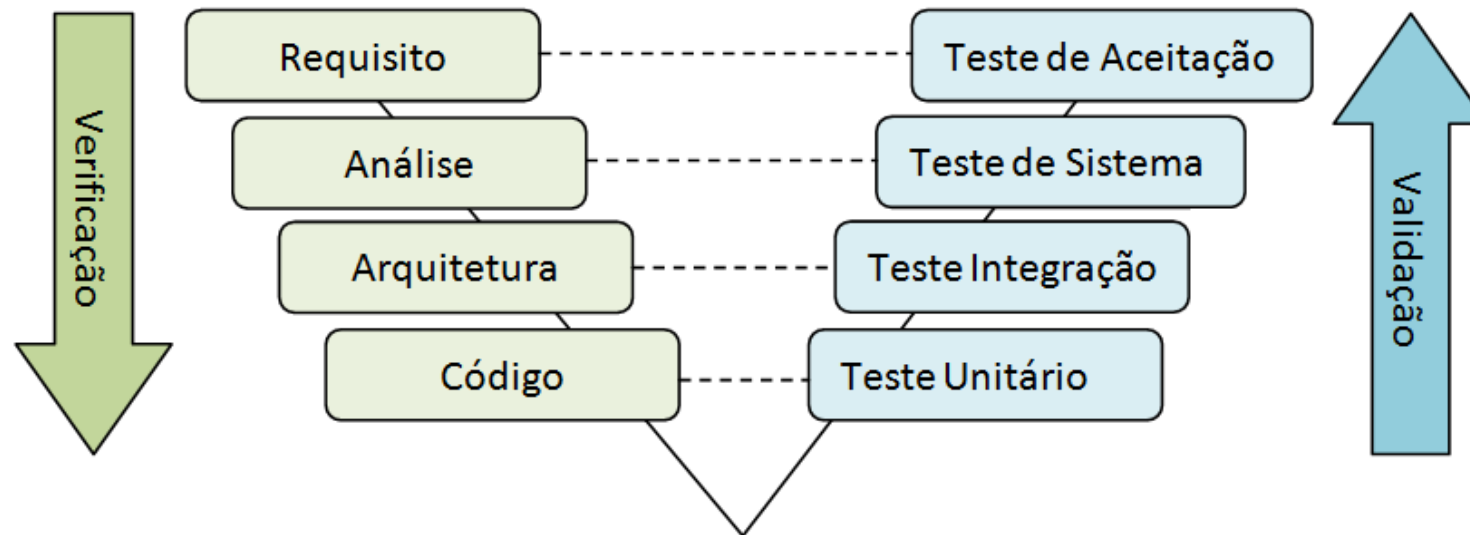 Verificação
Requisito
Teste de Aceitação
Análise
Teste de Sistema
Arquitetura
Teste Integração
Código
Teste Unitário
Validação